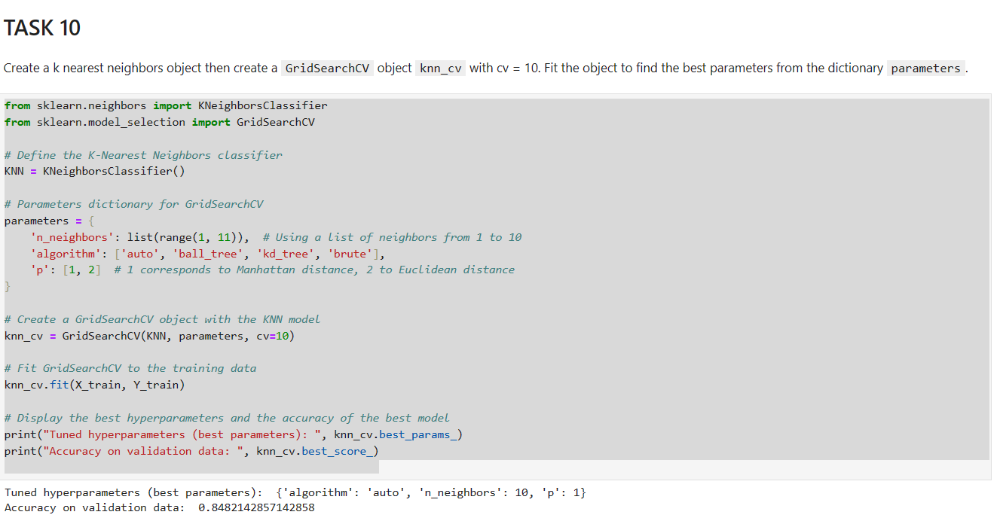 TASK 10
Create a k nearest neighbors object then create a GridSearchCV object knn_cv with cv = 10. Fit the object to find the best parameters from the dictionary parameters .
from sklearn.neighbors import KNeighborsClassifier
from sklearn.model_selection import GridSearchCV
# Define the K-Nearest Neighbors classifier
KNN = KNeighborsClassifier()
# Parameters dictionary for GridSearchCV
parameters = {
    'n_neighbors': list(range(1, 11)),  # Using a list of neighbors from 1 to 10
    'algorithm': ['auto', 'ball_tree', 'kd_tree', 'brute'],
    'p': [1, 2]  # 1 corresponds to Manhattan distance, 2 to Euclidean distance
}
# Create a GridSearchCV object with the KNN model
knn_cv = GridSearchCV(KNN, parameters, cv=10)
# Fit GridSearchCV to the training data
knn_cv.fit(X_train, Y_train)
# Display the best hyperparameters and the accuracy of the best model
print("Tuned hyperparameters (best parameters): ", knn_cv.best_params_)
print("Accuracy on validation data: ", knn_cv.best_score_)
Tuned hyperparameters (best parameters):  {'algorithm': 'auto', 'n_neighbors': 10, 'p': 1}
Accuracy on validation data:  0.8482142857142858